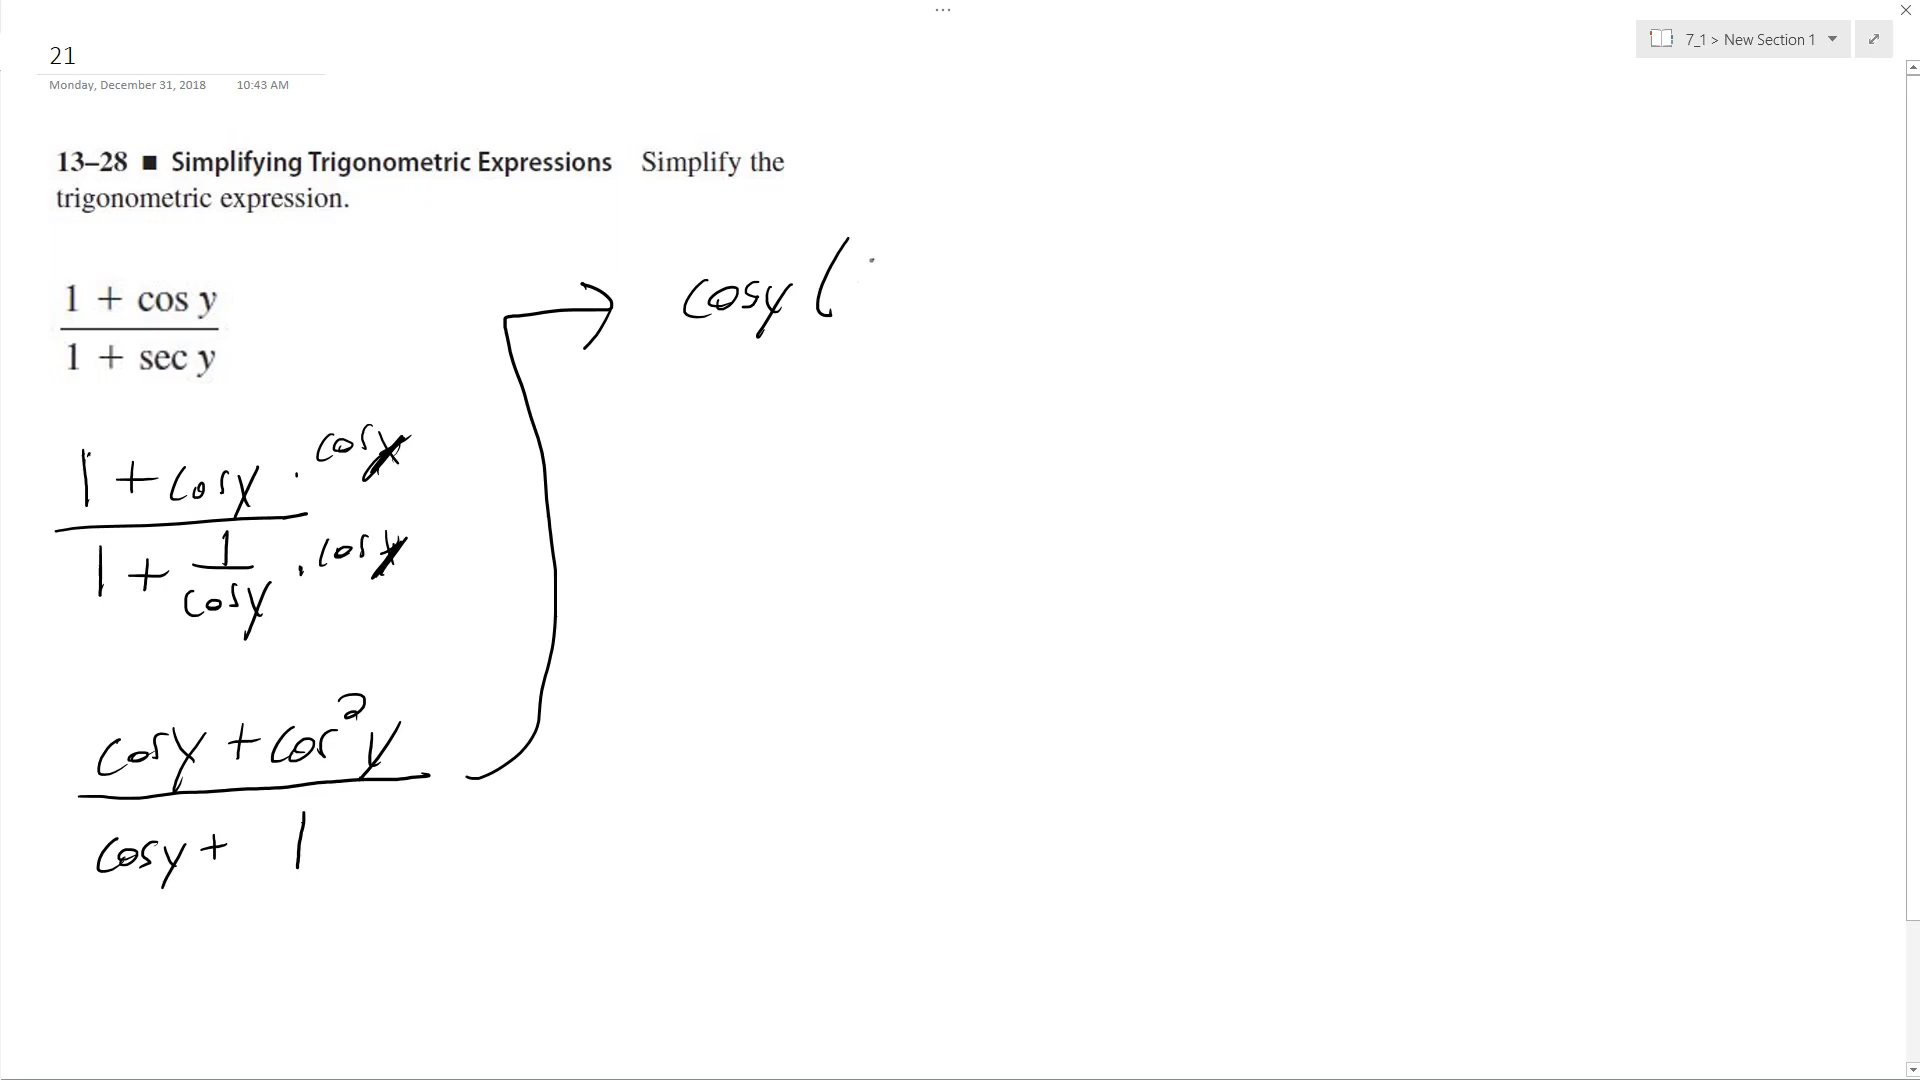 21
Monday, December 31, 2018 10:43 AM
7_1 > New Section 1
13–28 ■ Simplifying Trigonometric Expressions Simplify the
trigonometric expression.
1 + cos y
1 + sec y
1 + cosy · cosy
1 + 1/cosy · cosy
cosy + cos²y
cosy + 1
cosy (